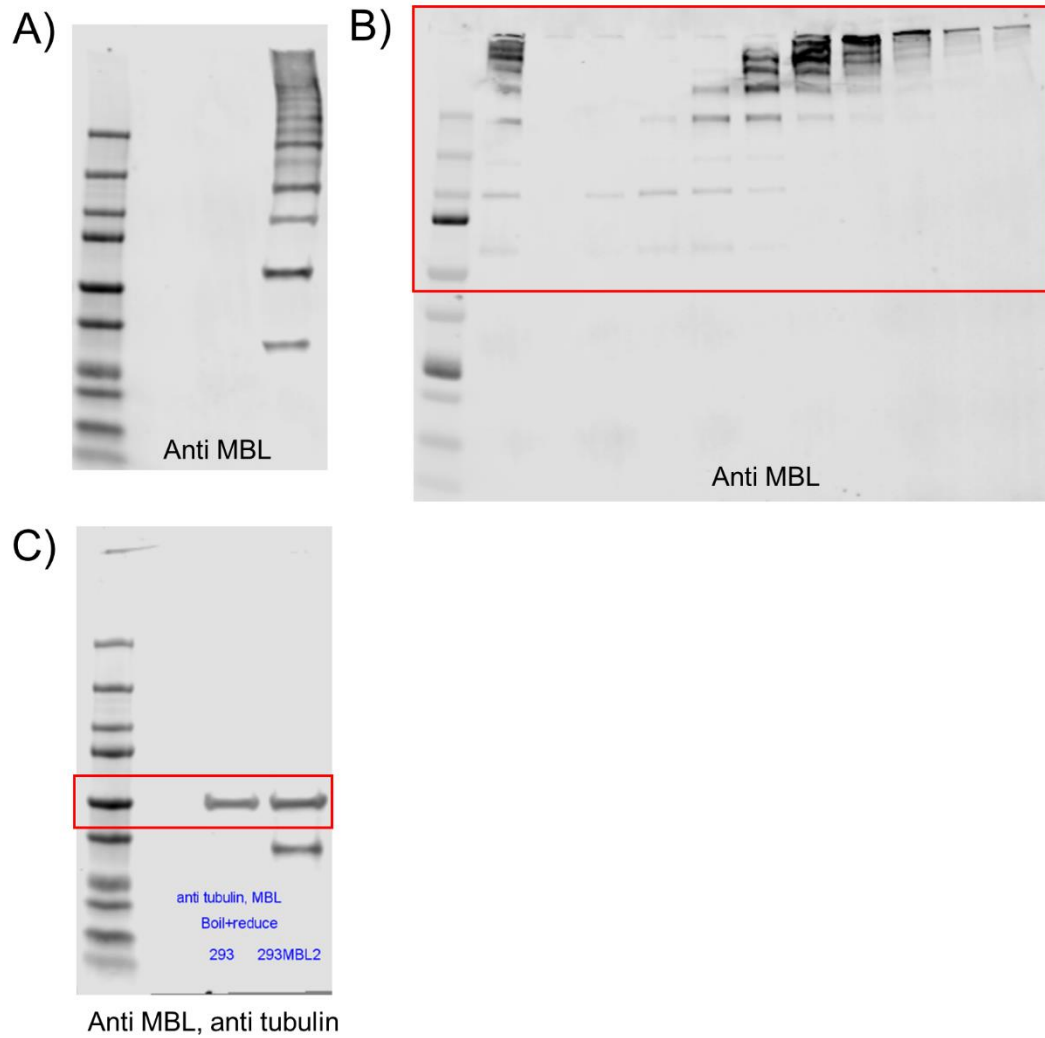 A)
B)
Anti MBL
Anti MBL
C)
anti tubulin, MBL
Boil+reduce
293 293MBL2
Anti MBL, anti tubulin